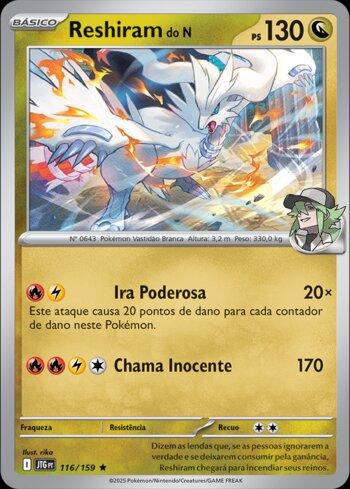 BÁSICO
Reshiram do N
PS 130
Nº 0643 Pokémon Vastidão Branca Altura: 3,2 m Peso: 330,0 kg
Ira Poderosa 20×
Este ataque causa 20 pontos de dano para cada contador
de dano neste Pokémon.
Chama Inocente 170
Fraqueza Resistência Recuo
Ilust. rika
I JTG PT 116/159 ★
Dizem as lendas que, se as pessoas ignorarem
a verdade e se deixarem consumir pela ganância,
Reshiram chegará para incendiar seus reinos.
©2025 Pokémon/Nintendo/Creatures/GAME FREAK